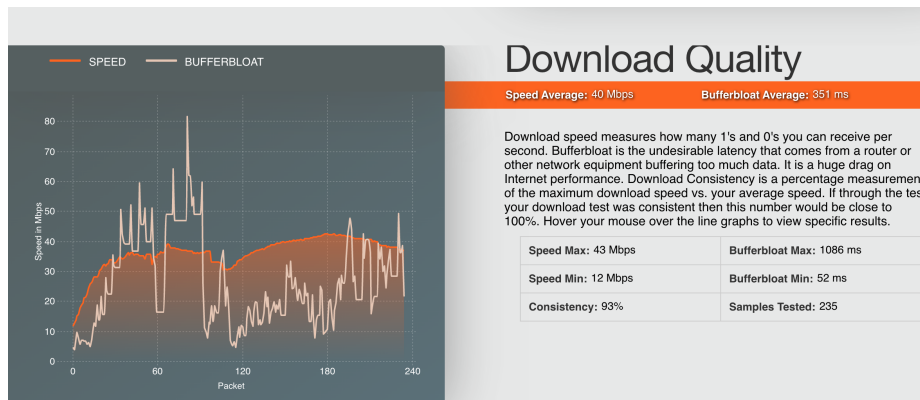 SPEED
BUFFERBLOAT
80
70
60
50
40
30
20
10
0
Speed in Mbps
0
60
120
180
240
Packet
Download Quality
Speed Average: 40 Mbps
Bufferbloat Average: 351 ms
Download speed measures how many 1's and 0's you can receive per
second. Bufferbloat is the undesirable latency that comes from a router or
other network equipment buffering too much data. It is a huge drag on
Internet performance. Download Consistency is a percentage measuremen
of the maximum download speed vs. your average speed. If through the tes
your download test was consistent then this number would be close to
100%. Hover your mouse over the line graphs to view specific results.
Speed Max: 43 Mbps
Bufferbloat Max: 1086 ms
Speed Min: 12 Mbps
Bufferbloat Min: 52 ms
Consistency: 93%
Samples Tested: 235